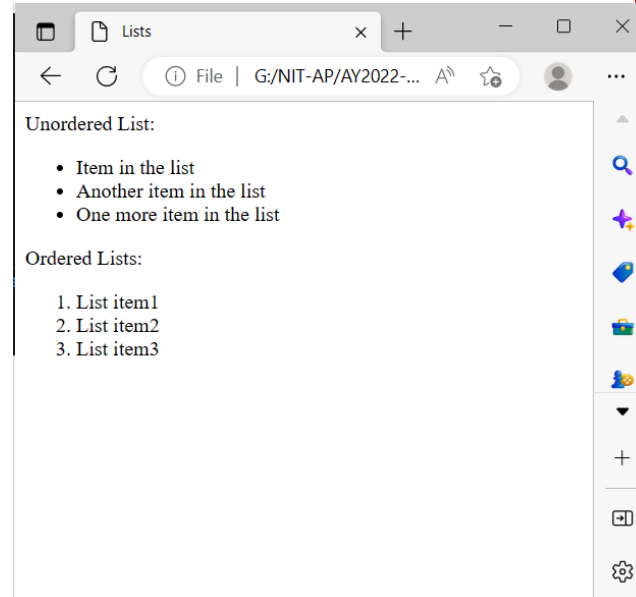 Lists
File | G:/NIT-AP/AY2022-...
Unordered List:
• Item in the list
• Another item in the list
• One more item in the list
Ordered Lists:
1. List item1
2. List item2
3. List item3